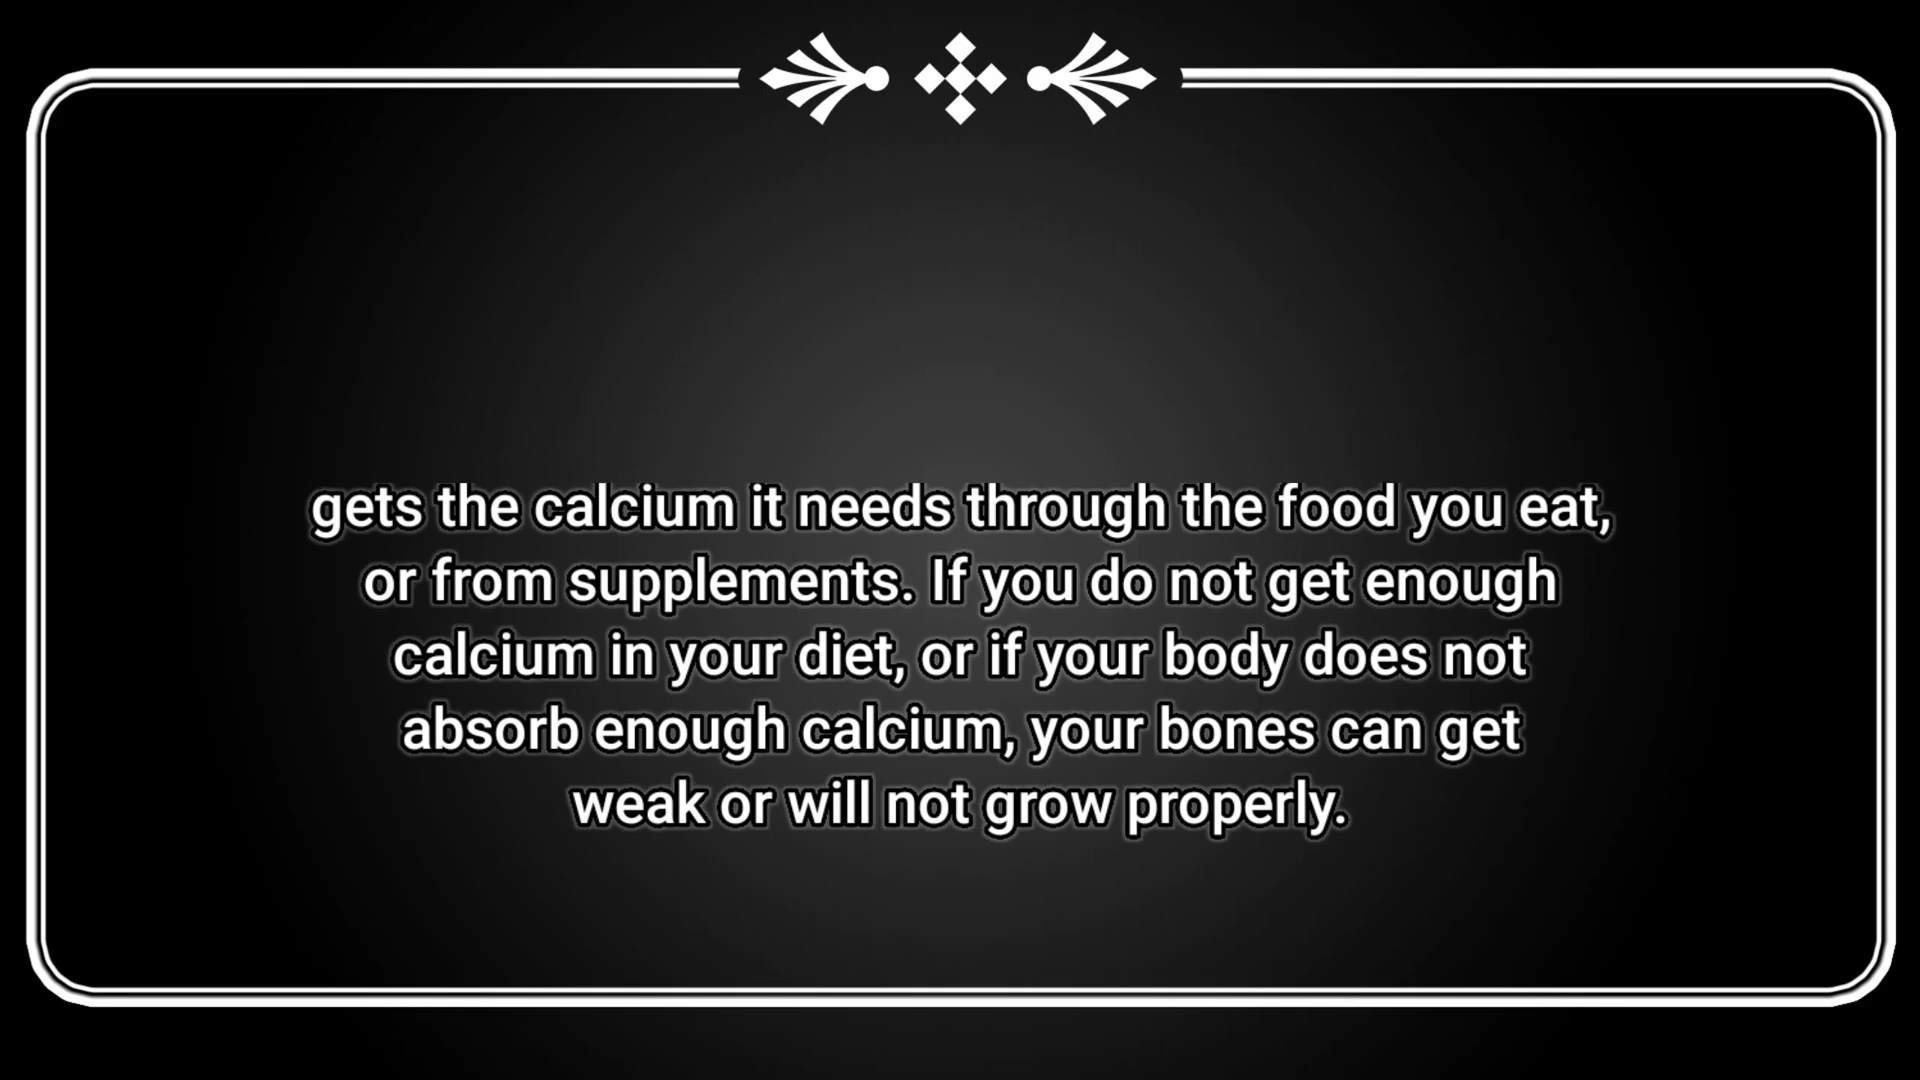 gets the calcium it needs through the food you eat,
or from supplements. If you do not get enough
calcium in your diet, or if your body does not
absorb enough calcium, your bones can get
weak or will not grow properly.